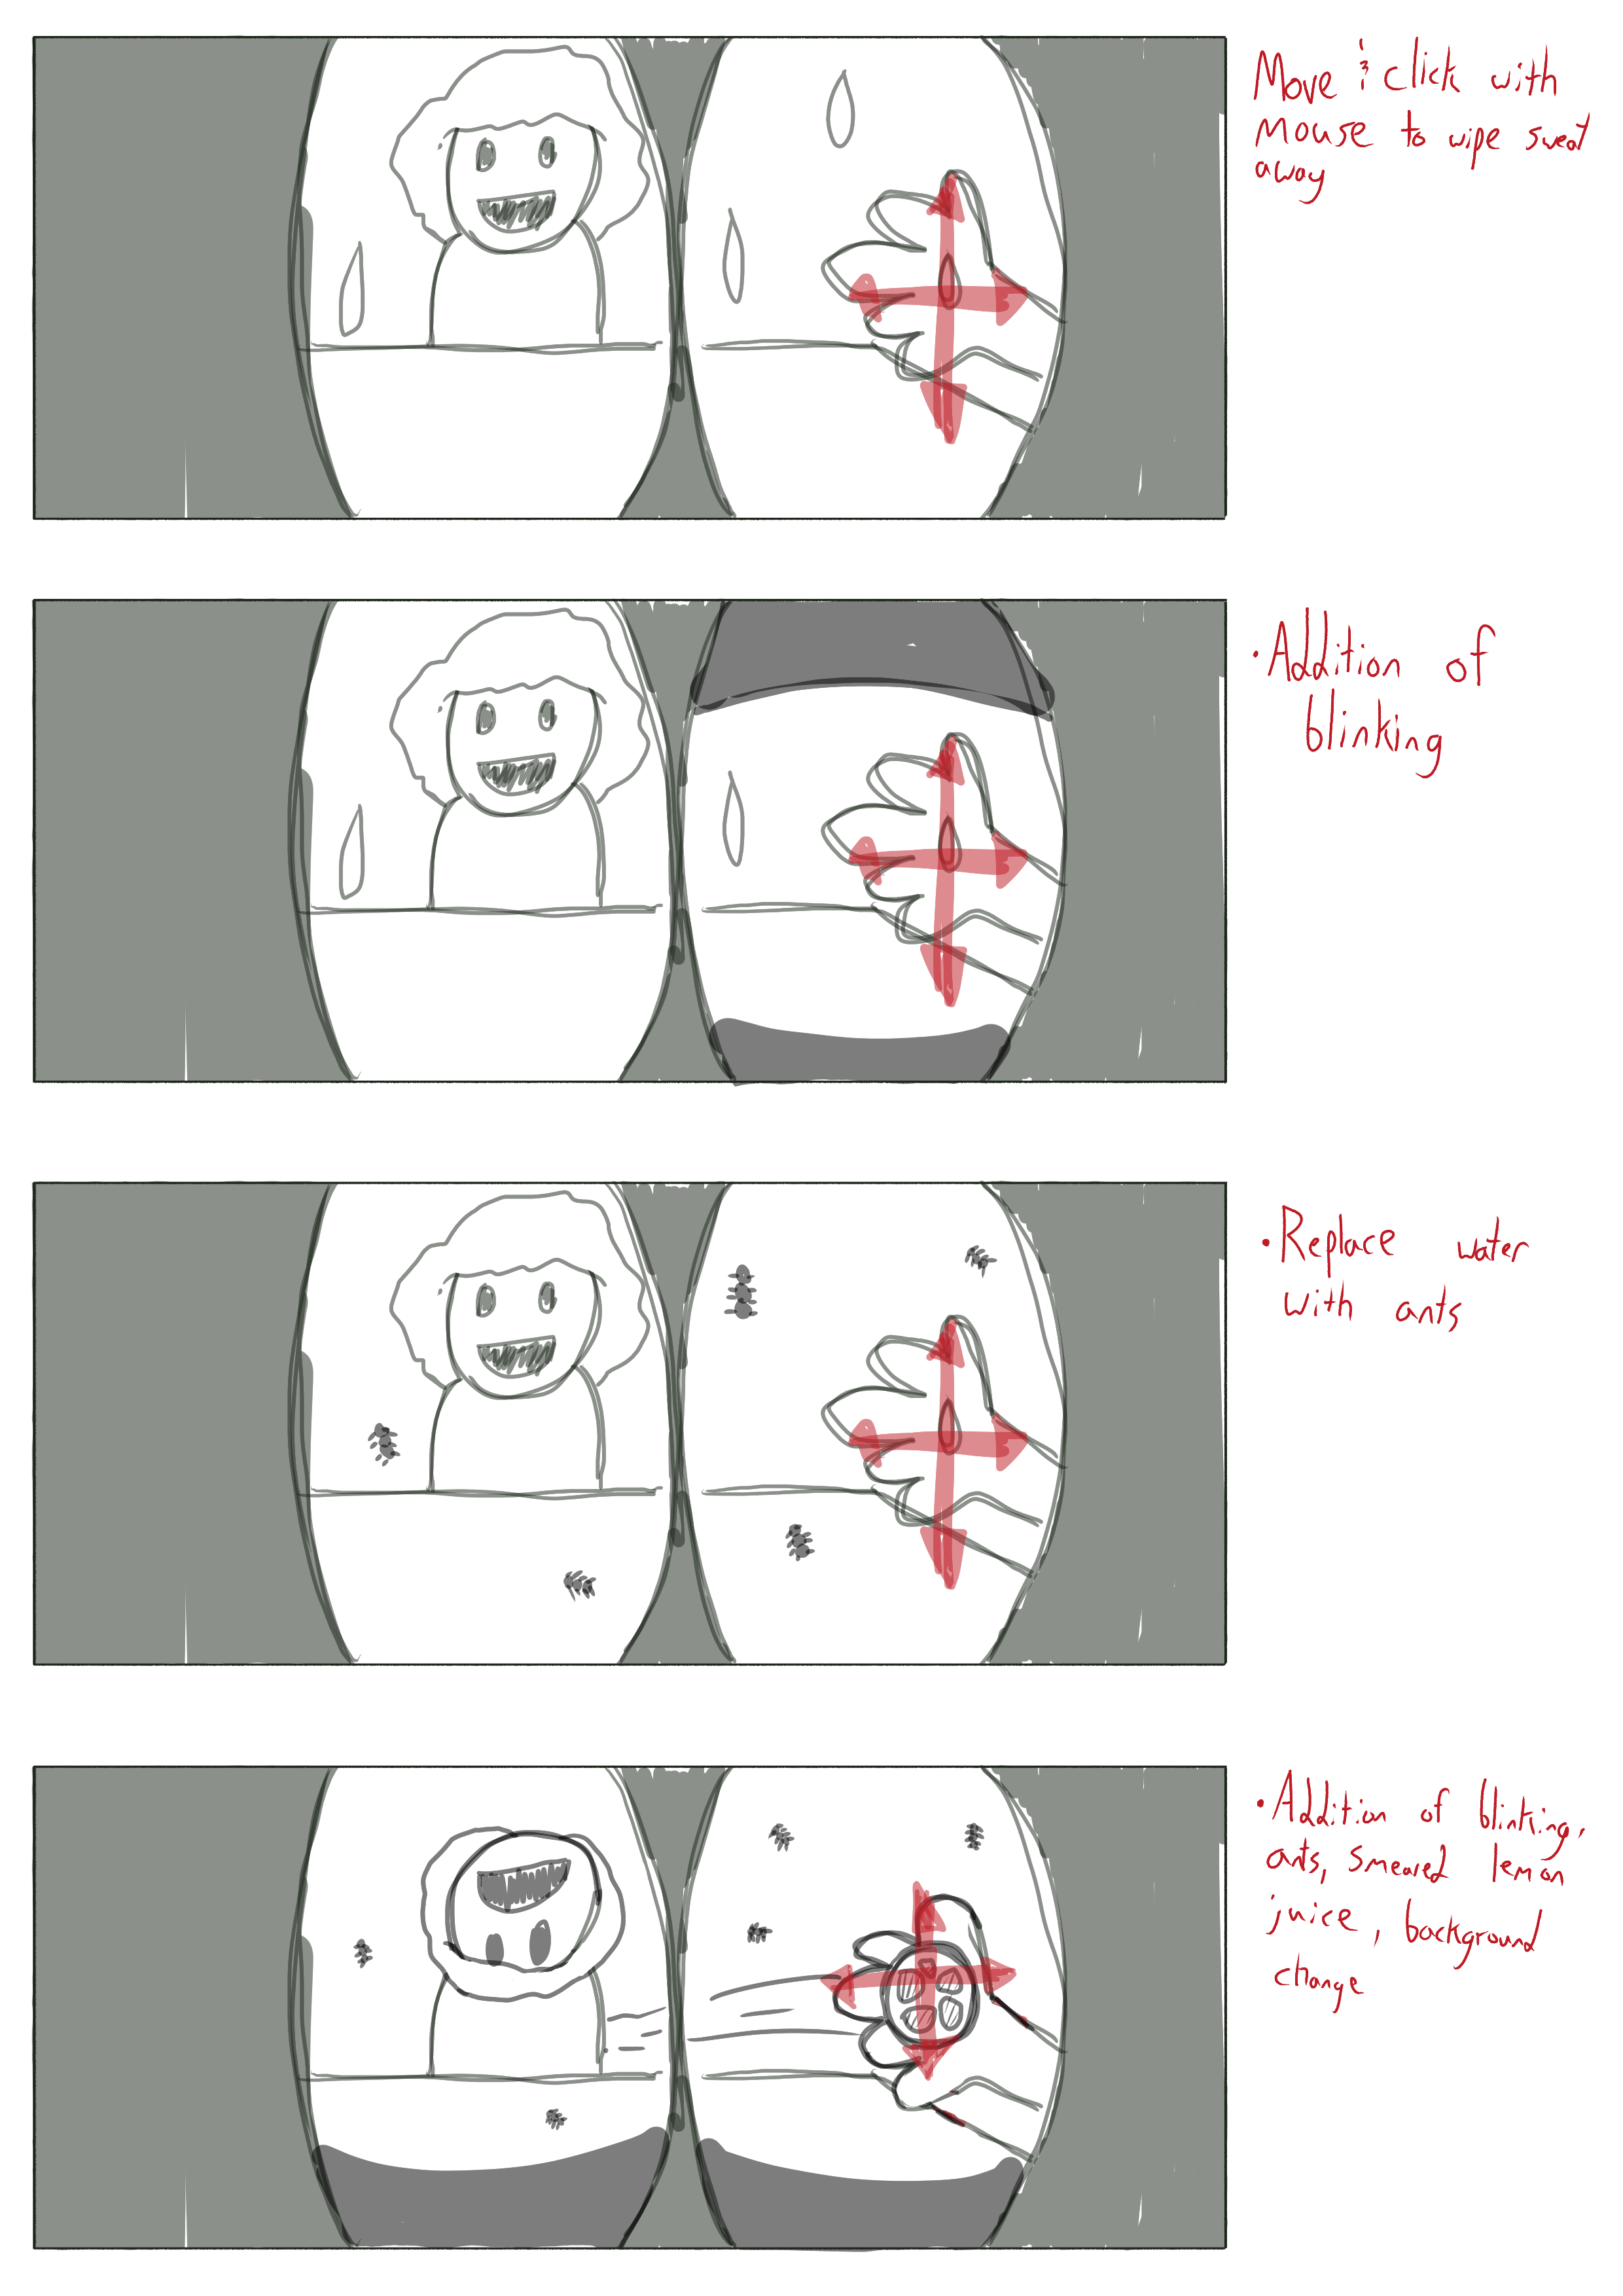 Move & click with
mouse to wipe sweat
away
• Addition of
blinking
• Replace water
with ants
• Addition of blinking,
ants, smeared lemon
juice, background
change